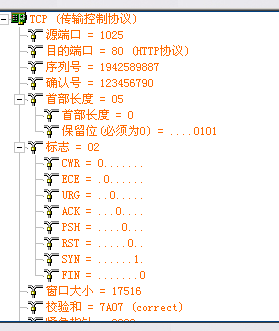 TCP (传输控制协议)
源端口 = 1025
目的端口 = 80 (HTTP协议)
序列号 = 1942589887
确认号 = 123456790
首部长度 = 05
首部长度 = 0
保留位(必须为0) = ....0101
标志 = 02
CWR = 0.......
ECE = .0......
URG = ..0.....
ACK = ...0....
PSH = ....0...
RST = .....0..
SYN = ......1.
FIN = .......0
窗口大小 = 17516
校验和 = 7A07 (correct)